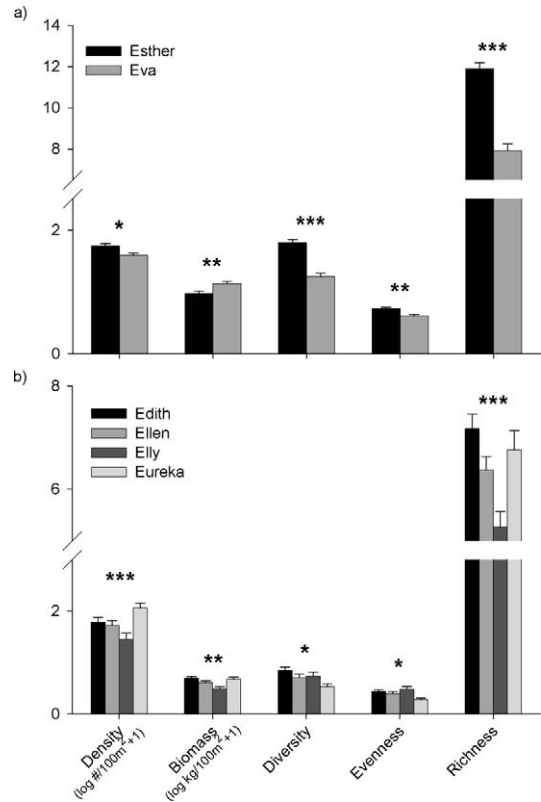 a)
Esther
Eva
12
10
8
2
0
*
**
***
**
***
b)
Edith
Ellen
Elly
Eureka
8
6
2
0
***
**
*
*
***
Density
(log #/100m²+1)
Biomass
(log kg/100m²+1)
Diversity
Evenness
Richness